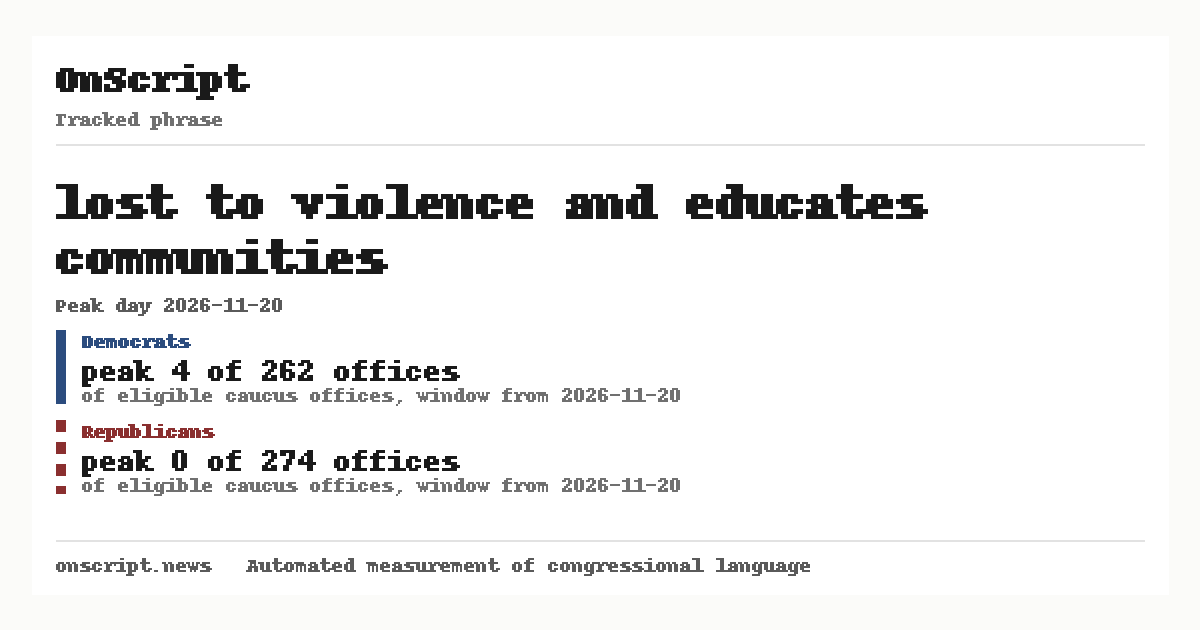 OnScript
Tracked phrase
lost to violence and educates
communities
Peak day 2026-11-20
Democrats
peak 4 of 262 offices
of eligible caucus offices, window from 2026-11-20
Republicans
peak 0 of 274 offices
of eligible caucus offices, window from 2026-11-20
onscript.news Automated measurement of congressional language